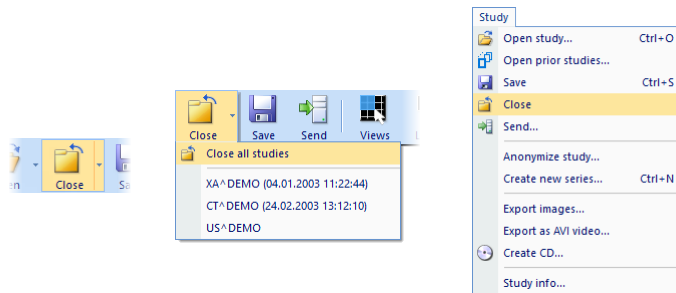 en Close Sa
Close Save Send Views
Close all studies
XA^DEMO (04.01.2003 11:22:44)
CT^DEMO (24.02.2003 13:12:10)
US^DEMO
Study
Open study... Ctrl+O
Open prior studies...
Save Ctrl+S
Close
Send...
Anonymize study...
Create new series... Ctrl+N
Export images...
Export as AVI video...
Create CD...
Study info...